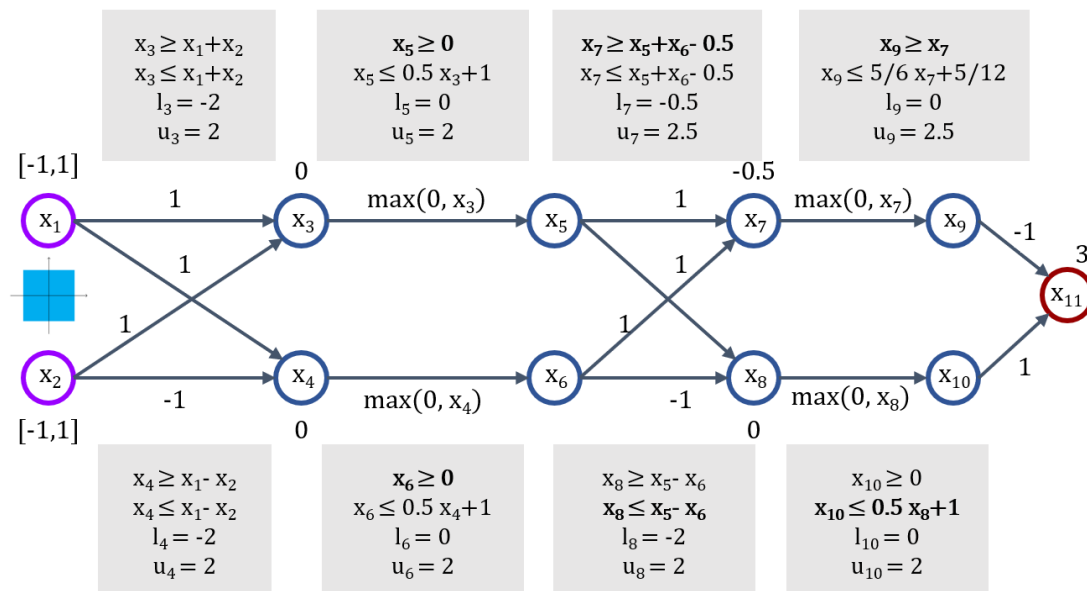 x₃ ≥ x₁+x₂
x₃ ≤ x₁+x₂
l₃ = -2
u₃ = 2
x₅ ≥ 0
x₅ ≤ 0.5 x₃+1
l₅ = 0
u₅ = 2
x₇ ≥ x₅+x₆- 0.5
x₇ ≤ x₅+x₆- 0.5
l₇ = -0.5
u₇ = 2.5
x₉ ≥ x₇
x₉ ≤ 5/6 x₇+5/12
l₉ = 0
u₉ = 2.5
[-1,1]
0
-0.5
x₁
1
x₃
max(0, x₃)
x₅
1
x₇
max(0, x₇)
x₉
-1
3
1
1
1
1
x₁₁
x₂
-1
x₄
max(0, x₄)
x₆
-1
x₈
max(0, x₈)
x₁₀
1
[-1,1]
0
0
x₄ ≥ x₁- x₂
x₄ ≤ x₁- x₂
l₄ = -2
u₄ = 2
x₆ ≥ 0
x₆ ≤ 0.5 x₄+1
l₆ = 0
u₆ = 2
x₈ ≥ x₅- x₆
x₈ ≤ x₅- x₆
l₈ = -2
u₈ = 2
x₁₀ ≥ 0
x₁₀ ≤ 0.5 x₈+1
l₁₀ = 0
u₁₀ = 2